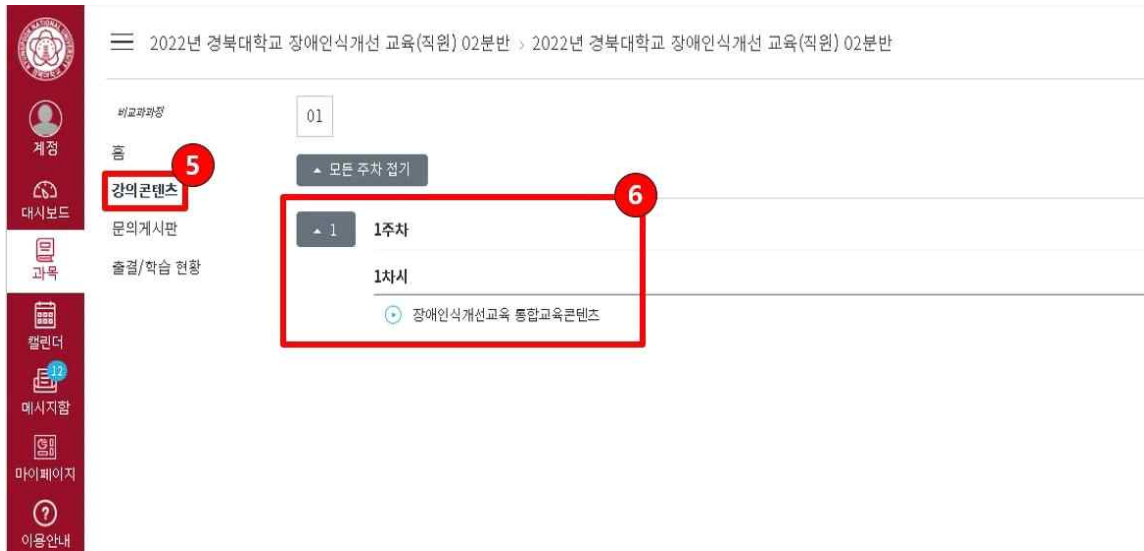 KYUNGPOOK NATIONAL UNIVERSITY
계정
대시보드
과목
캘린더
12
메시지함
마이페이지
이용안내
2022년 경북대학교 장애인식개선 교육(직원) 02분반 > 2022년 경북대학교 장애인식개선 교육(직원) 02분반
비교과과정
홈
5
강의콘텐츠
문의게시판
출결/학습 현황
01
모든 주차 접기
6
1 1주차
1차시
장애인식개선교육 통합교육콘텐츠